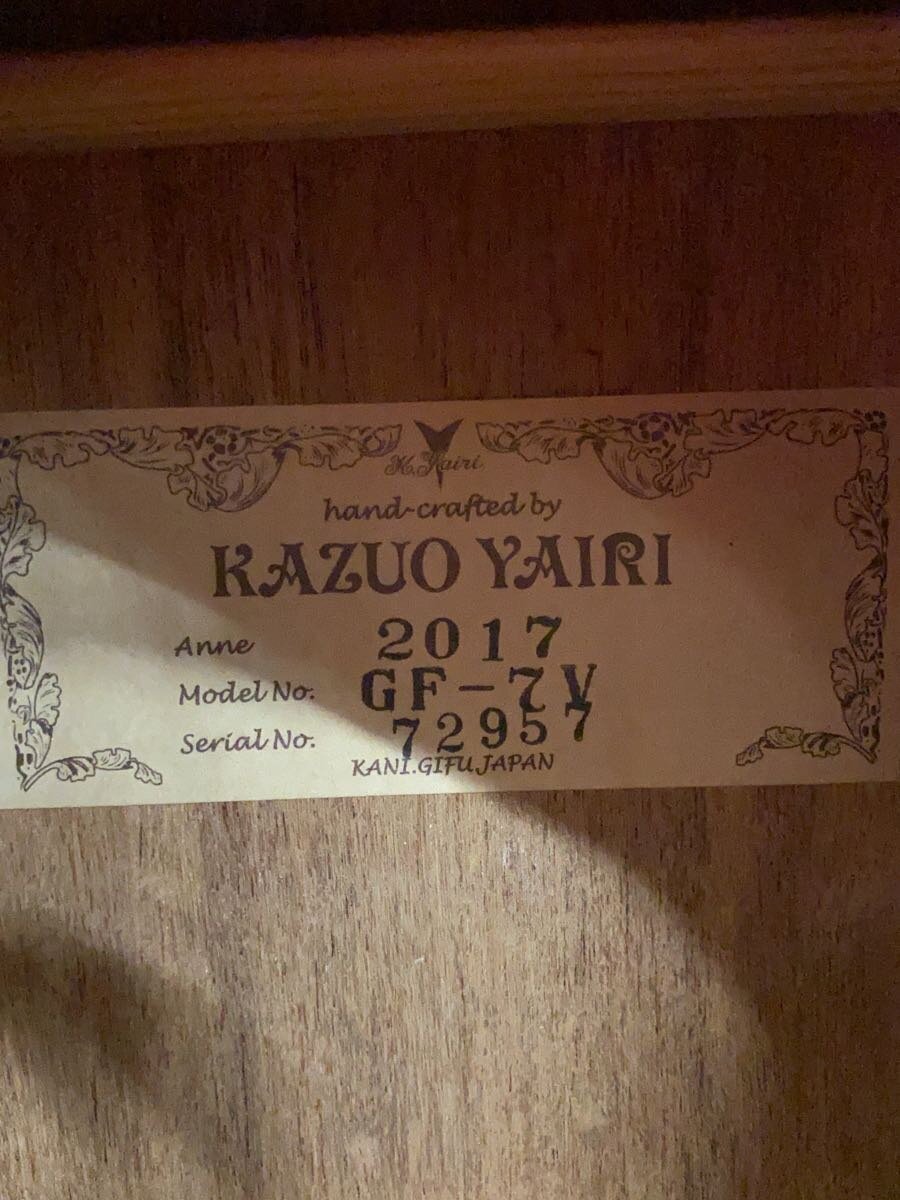 K.Yairi
hand-crafted by
KAZUO YAIRI
Anne 2017
Model No. GF-7V
Serial No. 72957
KANI.GIFU,JAPAN